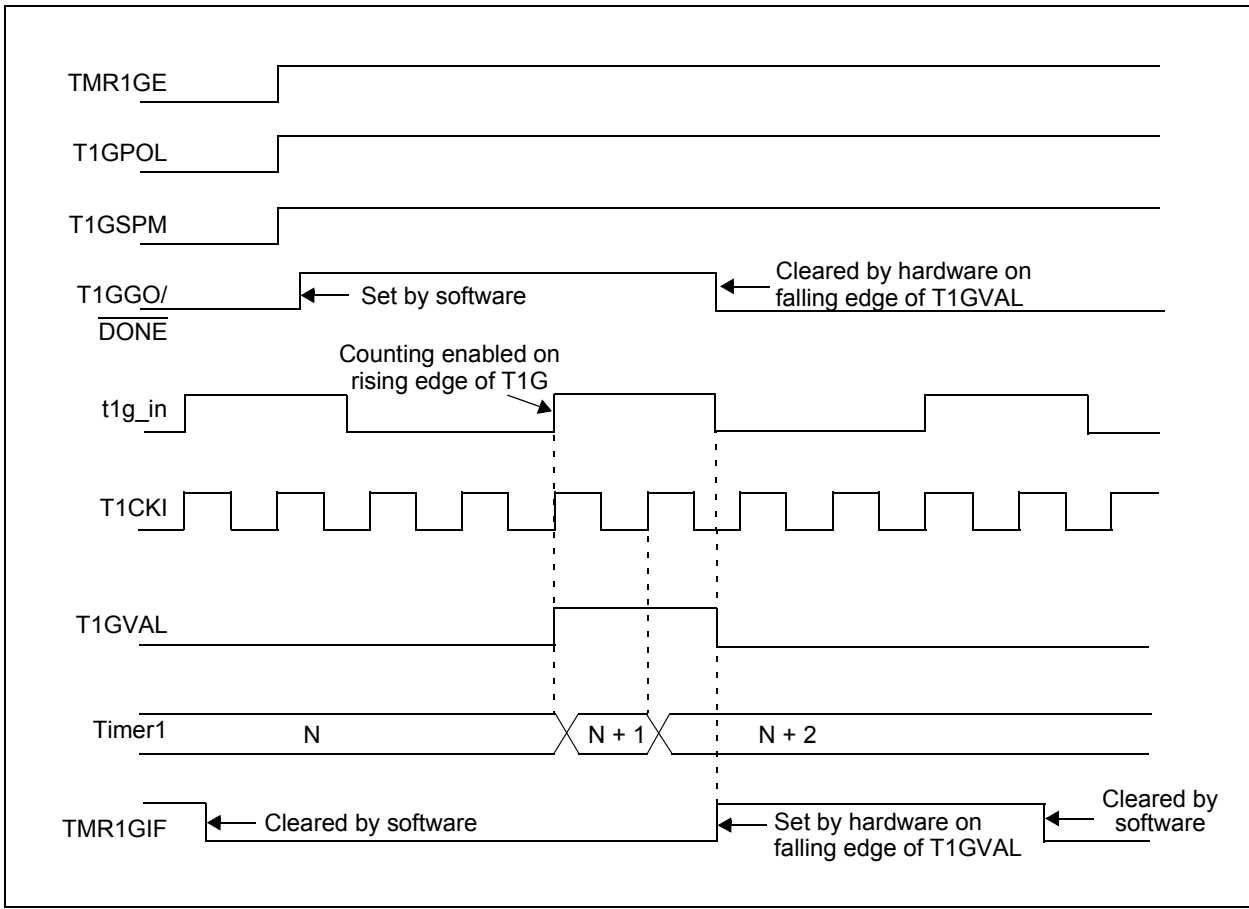 TMR1GE
T1GPOL
T1GSPM
T1GGO/
DONE
Set by software
Cleared by hardware on
falling edge of T1GVAL
Counting enabled on
rising edge of T1G
t1g_in
T1CKI
T1GVAL
Timer1
N
N + 1
N + 2
TMR1GIF
Cleared by software
Set by hardware on
falling edge of T1GVAL
Cleared by
software